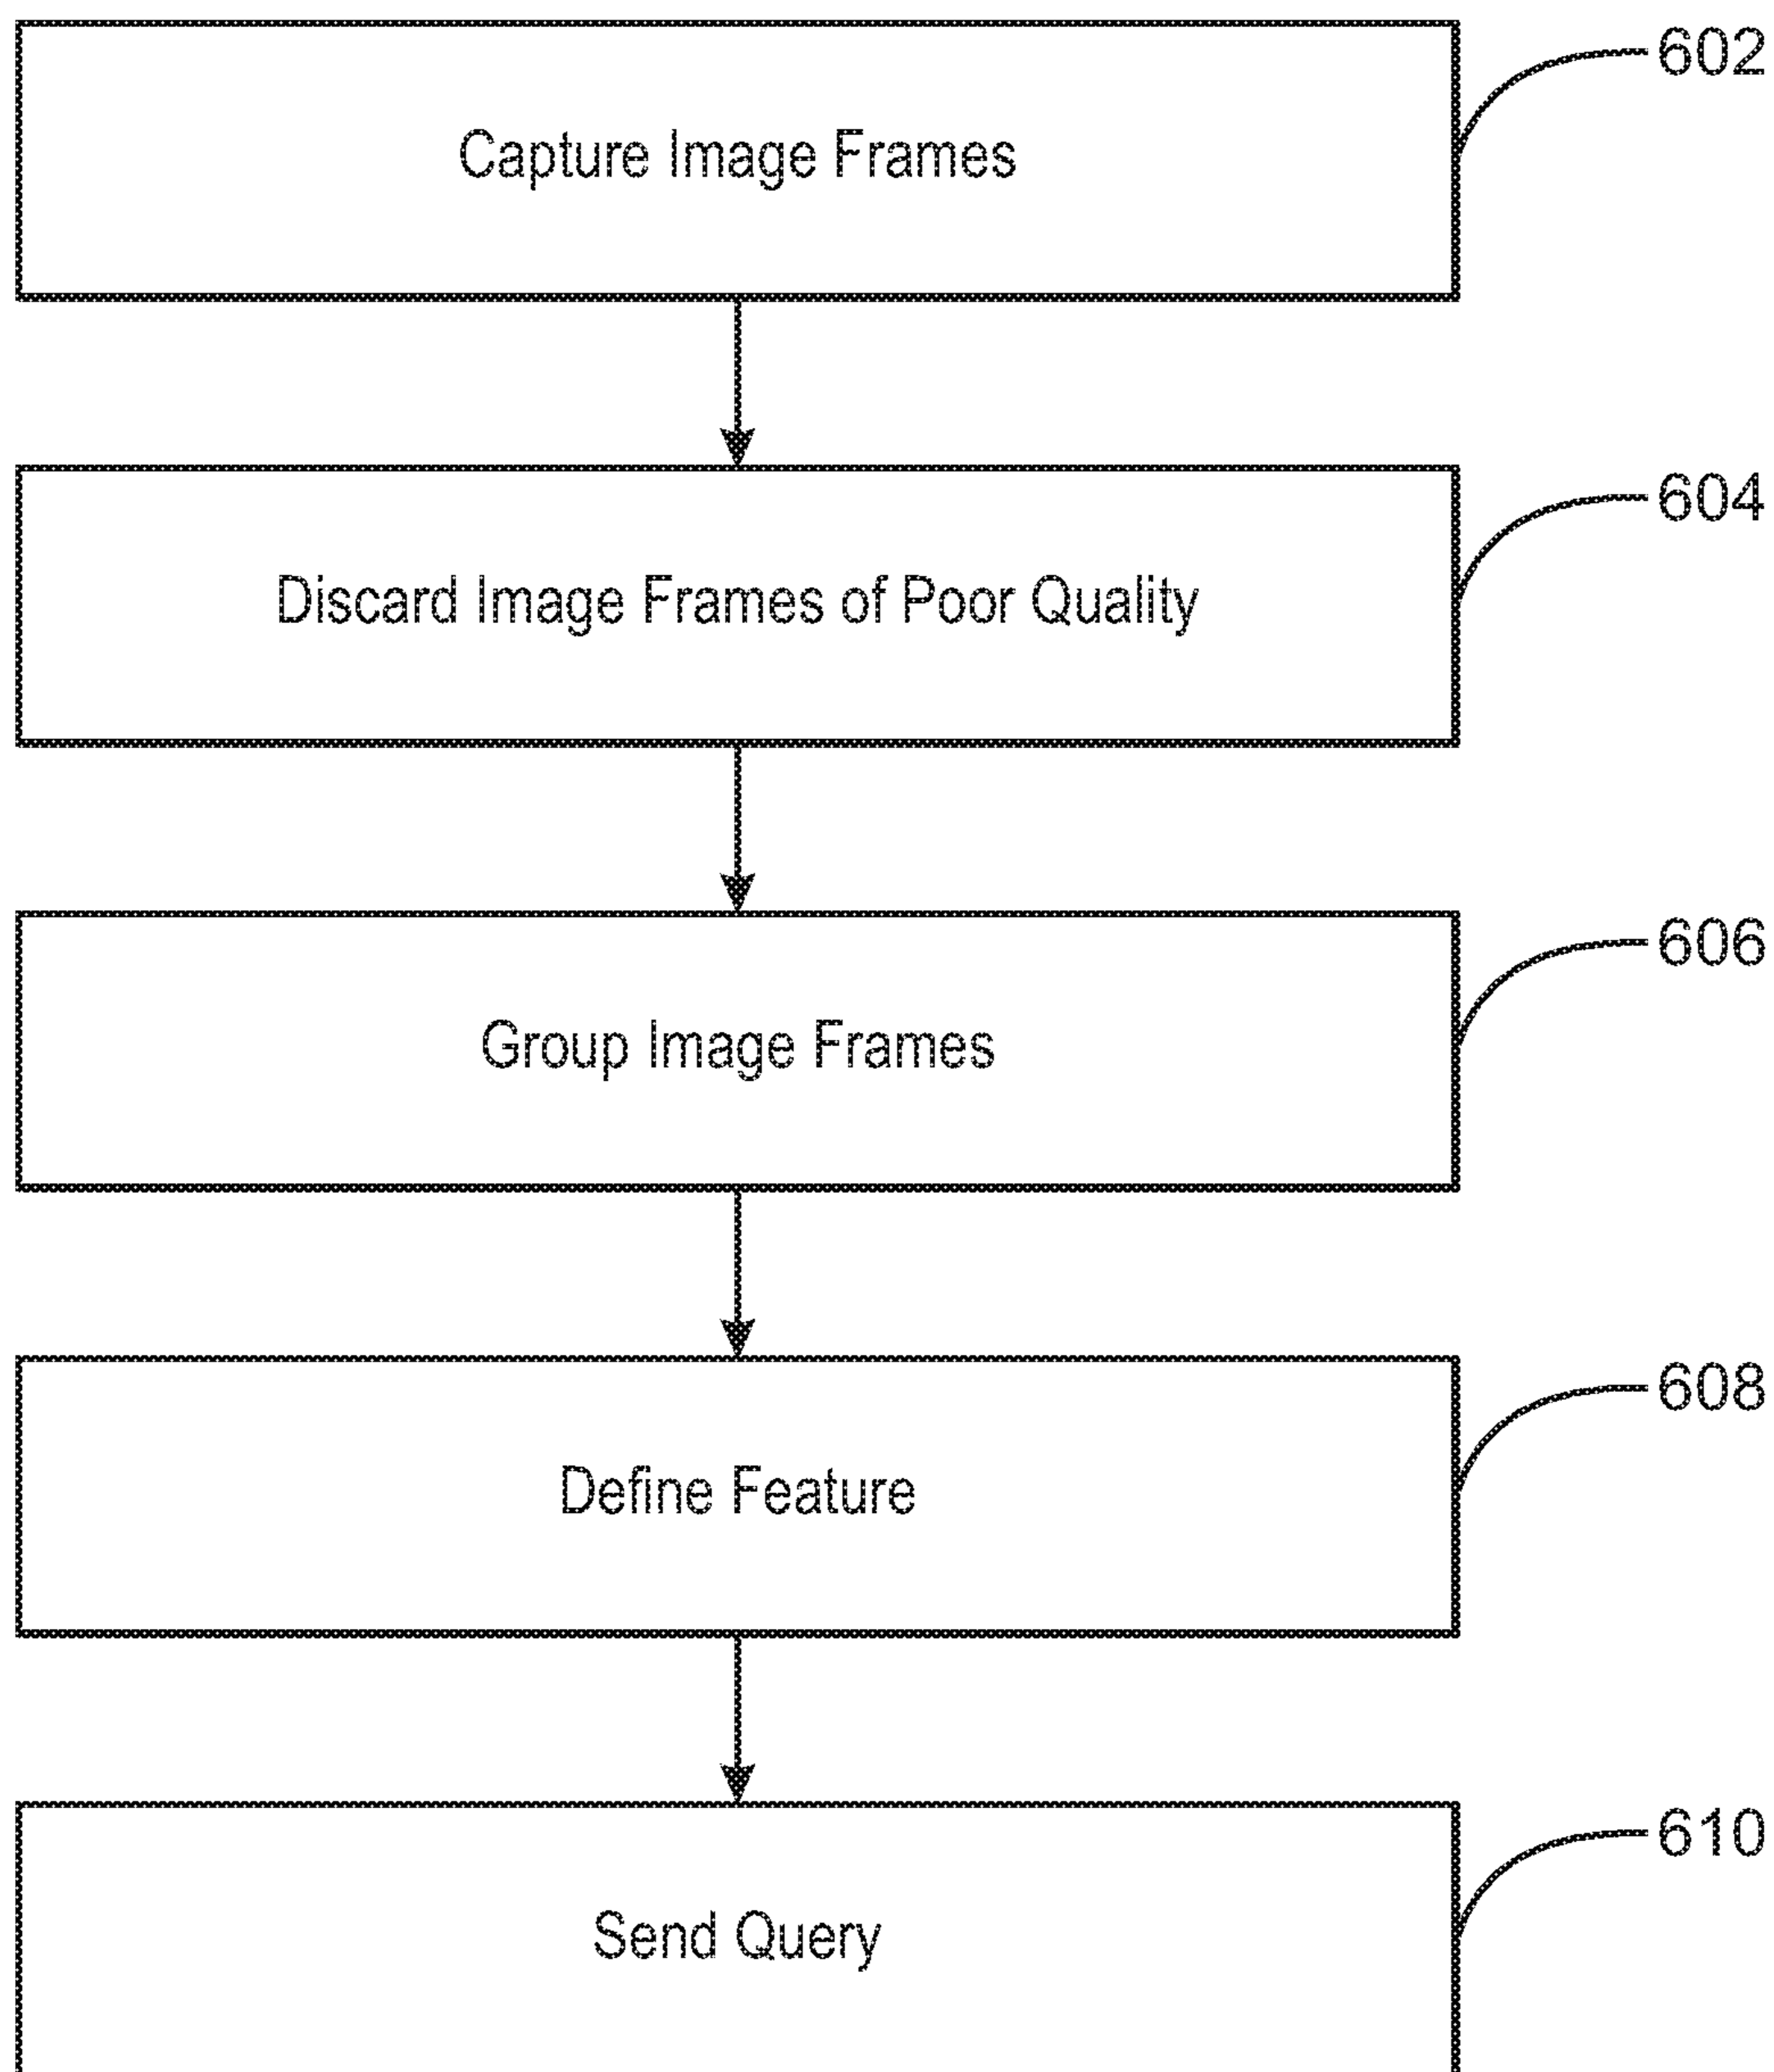 Capture Image Frames
602
Discard Image Frames of Poor Quality
604
Group Image Frames
606
Define Feature
608
Send Query
610